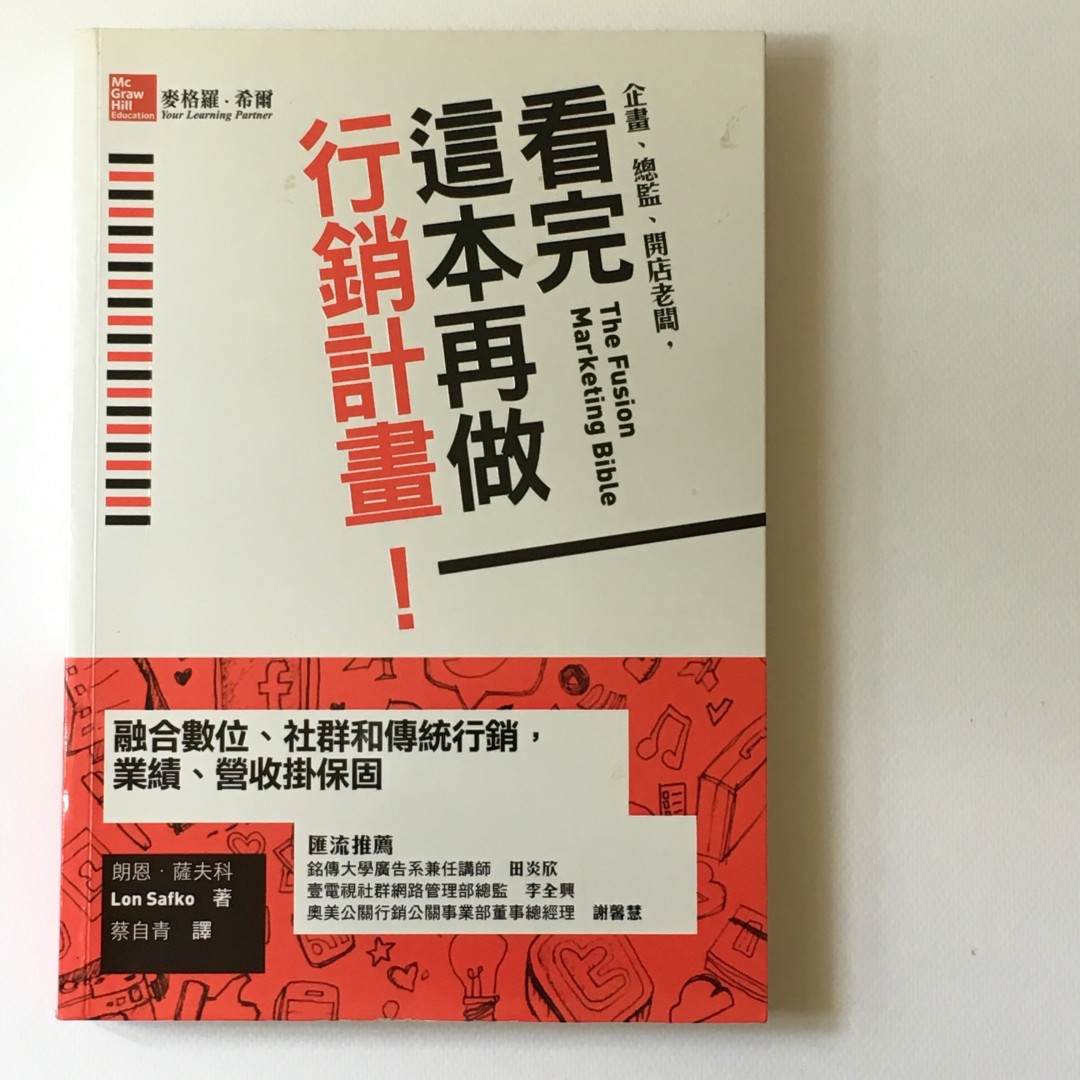 Mc
Graw
Hill
Education
麥格羅・希爾
Your Learning Partner
企畫、總監、開店老闆，
看完
這本再做
行銷計畫！
The Fusion
Marketing Bible
融合數位、社群和傳統行銷，
業績、營收掛保固
匯流推薦
銘傳大學廣告系兼任講師 田炎欣
壹電視社群網路管理部總監 李全興
奧美公關行銷公關事業部董事總經理 謝馨慧
朗恩・薩夫科
Lon Safko 著
蔡自青 譯